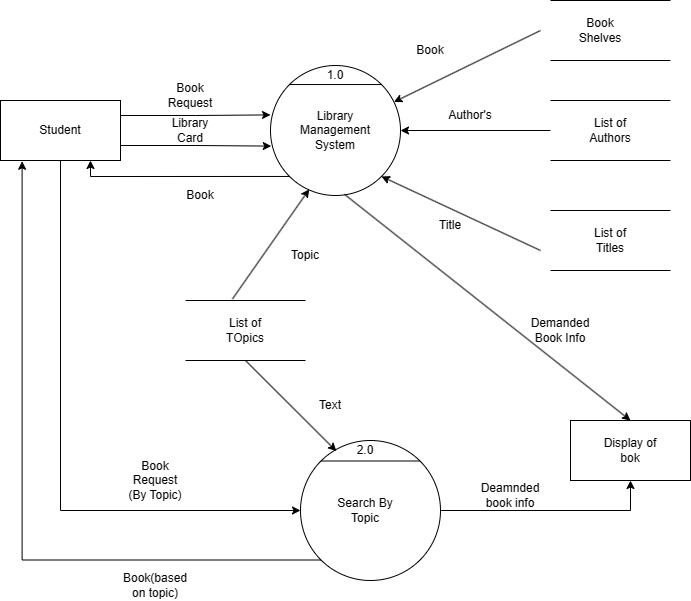 Book
Shelves
1.0
Book
Book
Request
Library
Management
System
Author's
List of
Authors
Student
Library
Card
Book
Title
List of
Titles
Topic
List of
TOpics
Demanded
Book Info
Text
2.0
Display of
bok
Book
Request
(By Topic)
Search By
Topic
Deamnded
book info
Book(based
on topic)